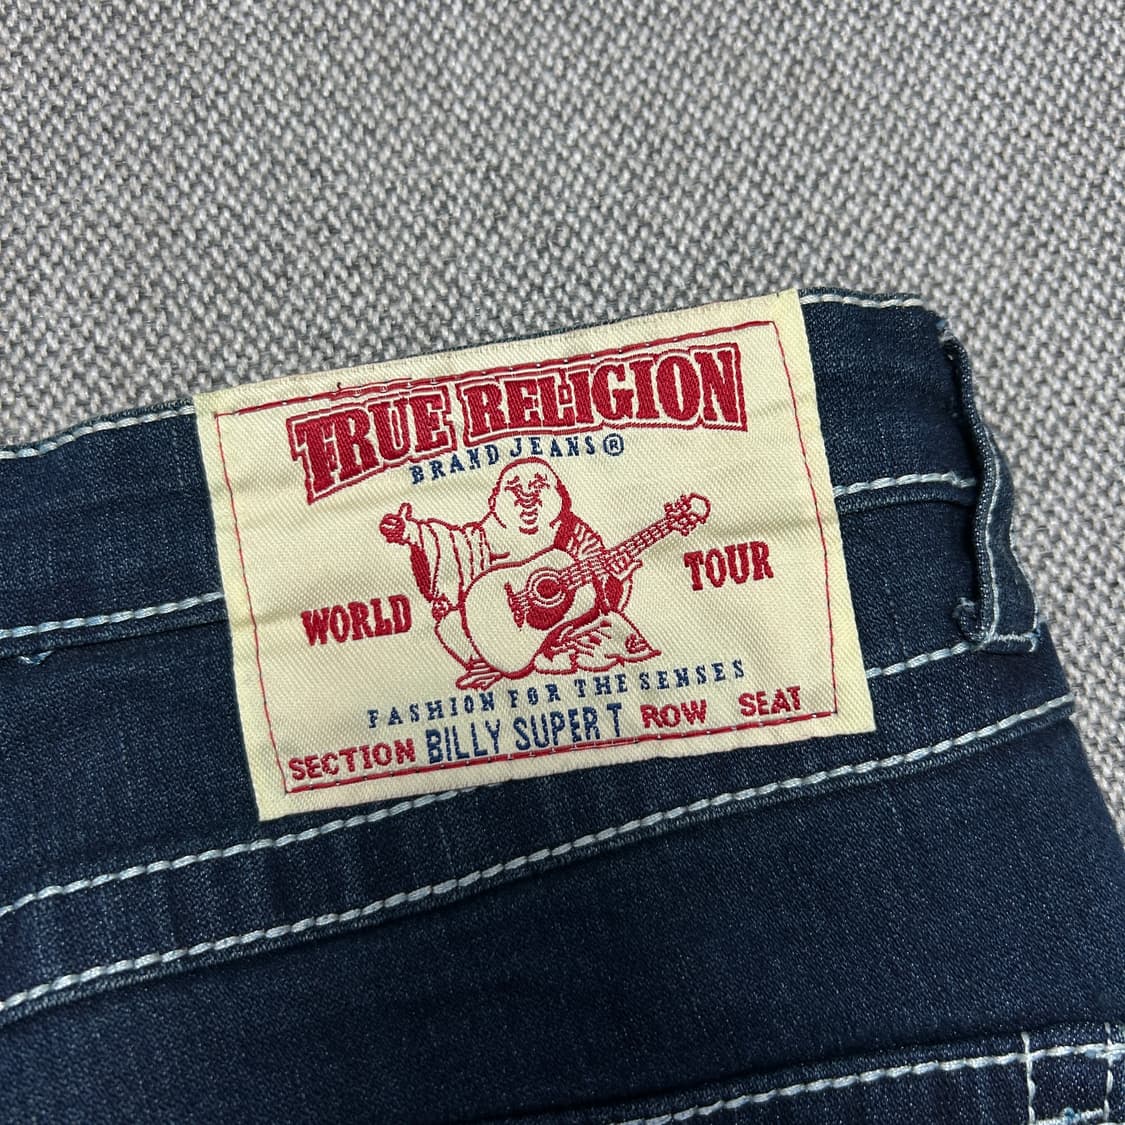 TRUE RELIGION
BRAND JEANS®
WORLD TOUR
FASHION FOR THE SENSES
SECTION BILLY SUPER T ROW SEAT